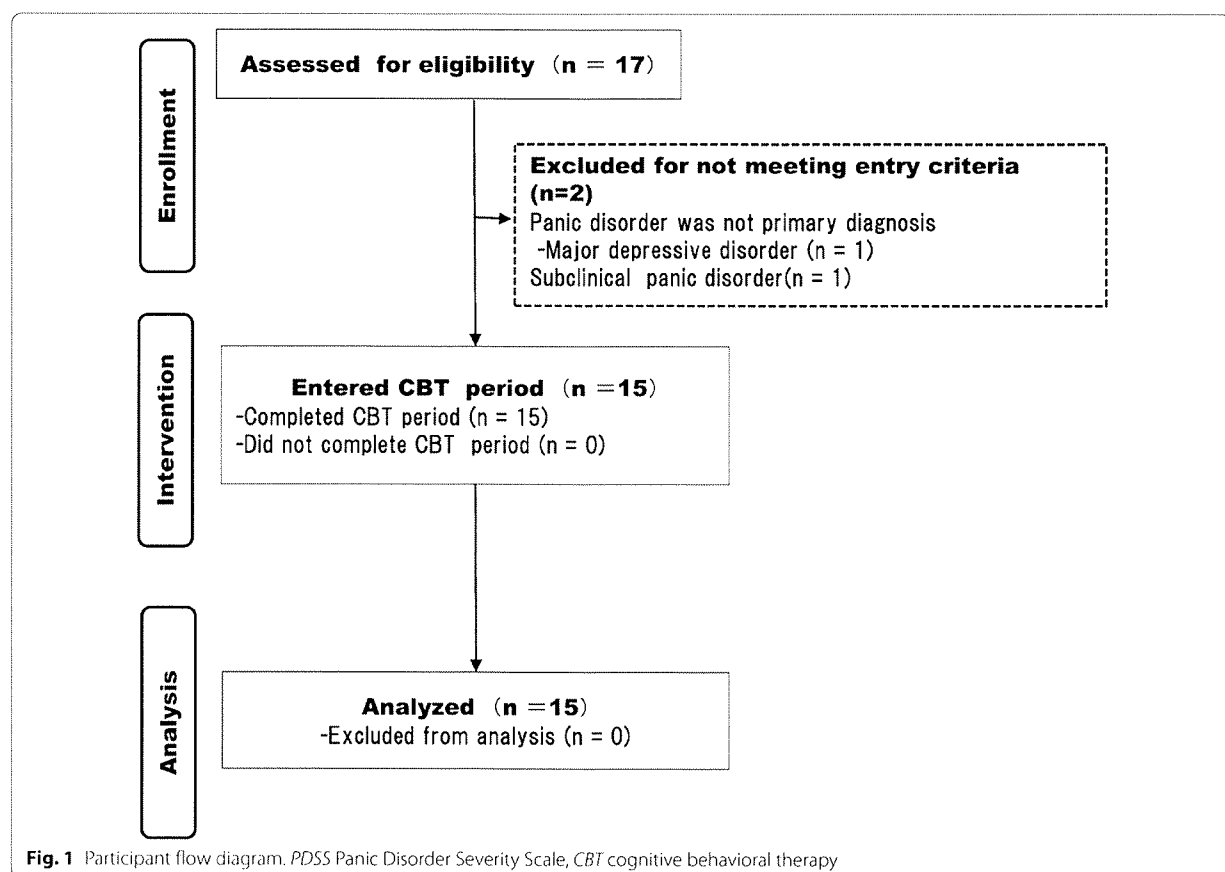 Enrollment
Assessed for eligibility (n = 17)
Excluded for not meeting entry criteria
(n=2)
Panic disorder was not primary diagnosis
-Major depressive disorder (n = 1)
Subclinical panic disorder(n = 1)
Intervention
Entered CBT period (n =15)
-Completed CBT period (n = 15)
-Did not complete CBT period (n = 0)
Analysis
Analyzed (n =15)
-Excluded from analysis (n = 0)
Fig. 1 Participant flow diagram. PDSS Panic Disorder Severity Scale, CBT cognitive behavioral therapy